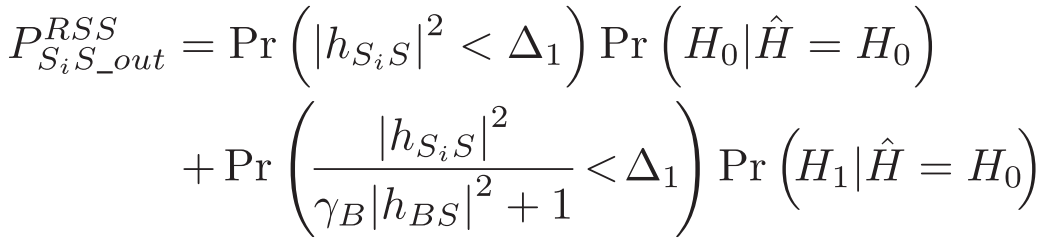 $P_{S_iS\_out}^{RSS} = \Pr\left(|h_{S_iS}|^2 < \Delta_1\right) \Pr\left(H_0|\hat{H} = H_0\right)$
$+ \Pr\left(\frac{|h_{S_iS}|^2}{\gamma_B|h_{BS}|^2 + 1} < \Delta_1\right) \Pr\left(H_1|\hat{H} = H_0\right)$